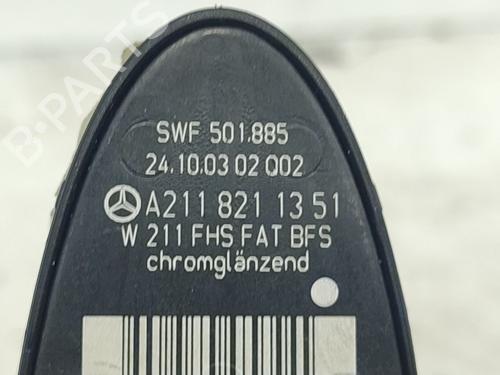 SWF 501.885
24.10.03 02 002
A211 821 13 51
W 211 FHS FAT BFS
chromglänzend
B-PARTS